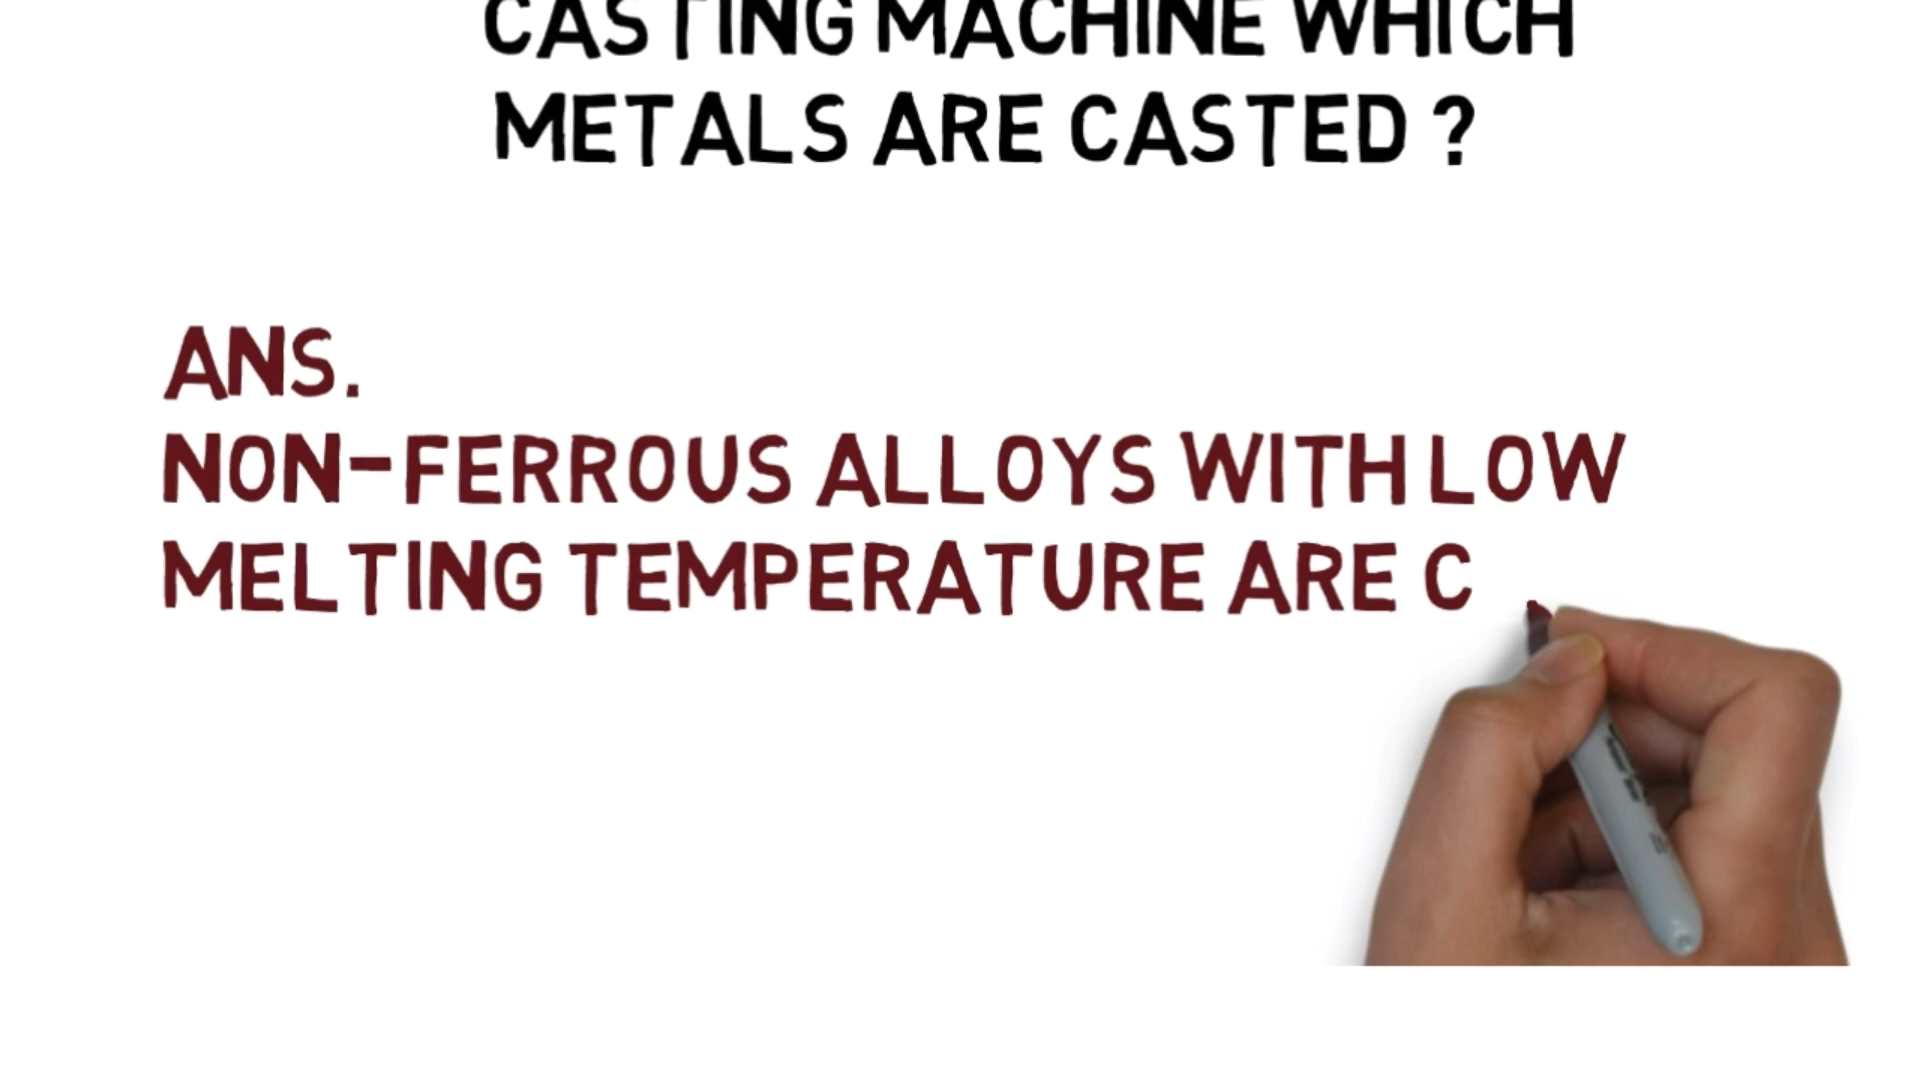 CASTING MACHINE WHICH
METALS ARE CASTED ?
ANS.
NON-FERROUS ALLOYS WITH LOW
MELTING TEMPERATURE ARE C